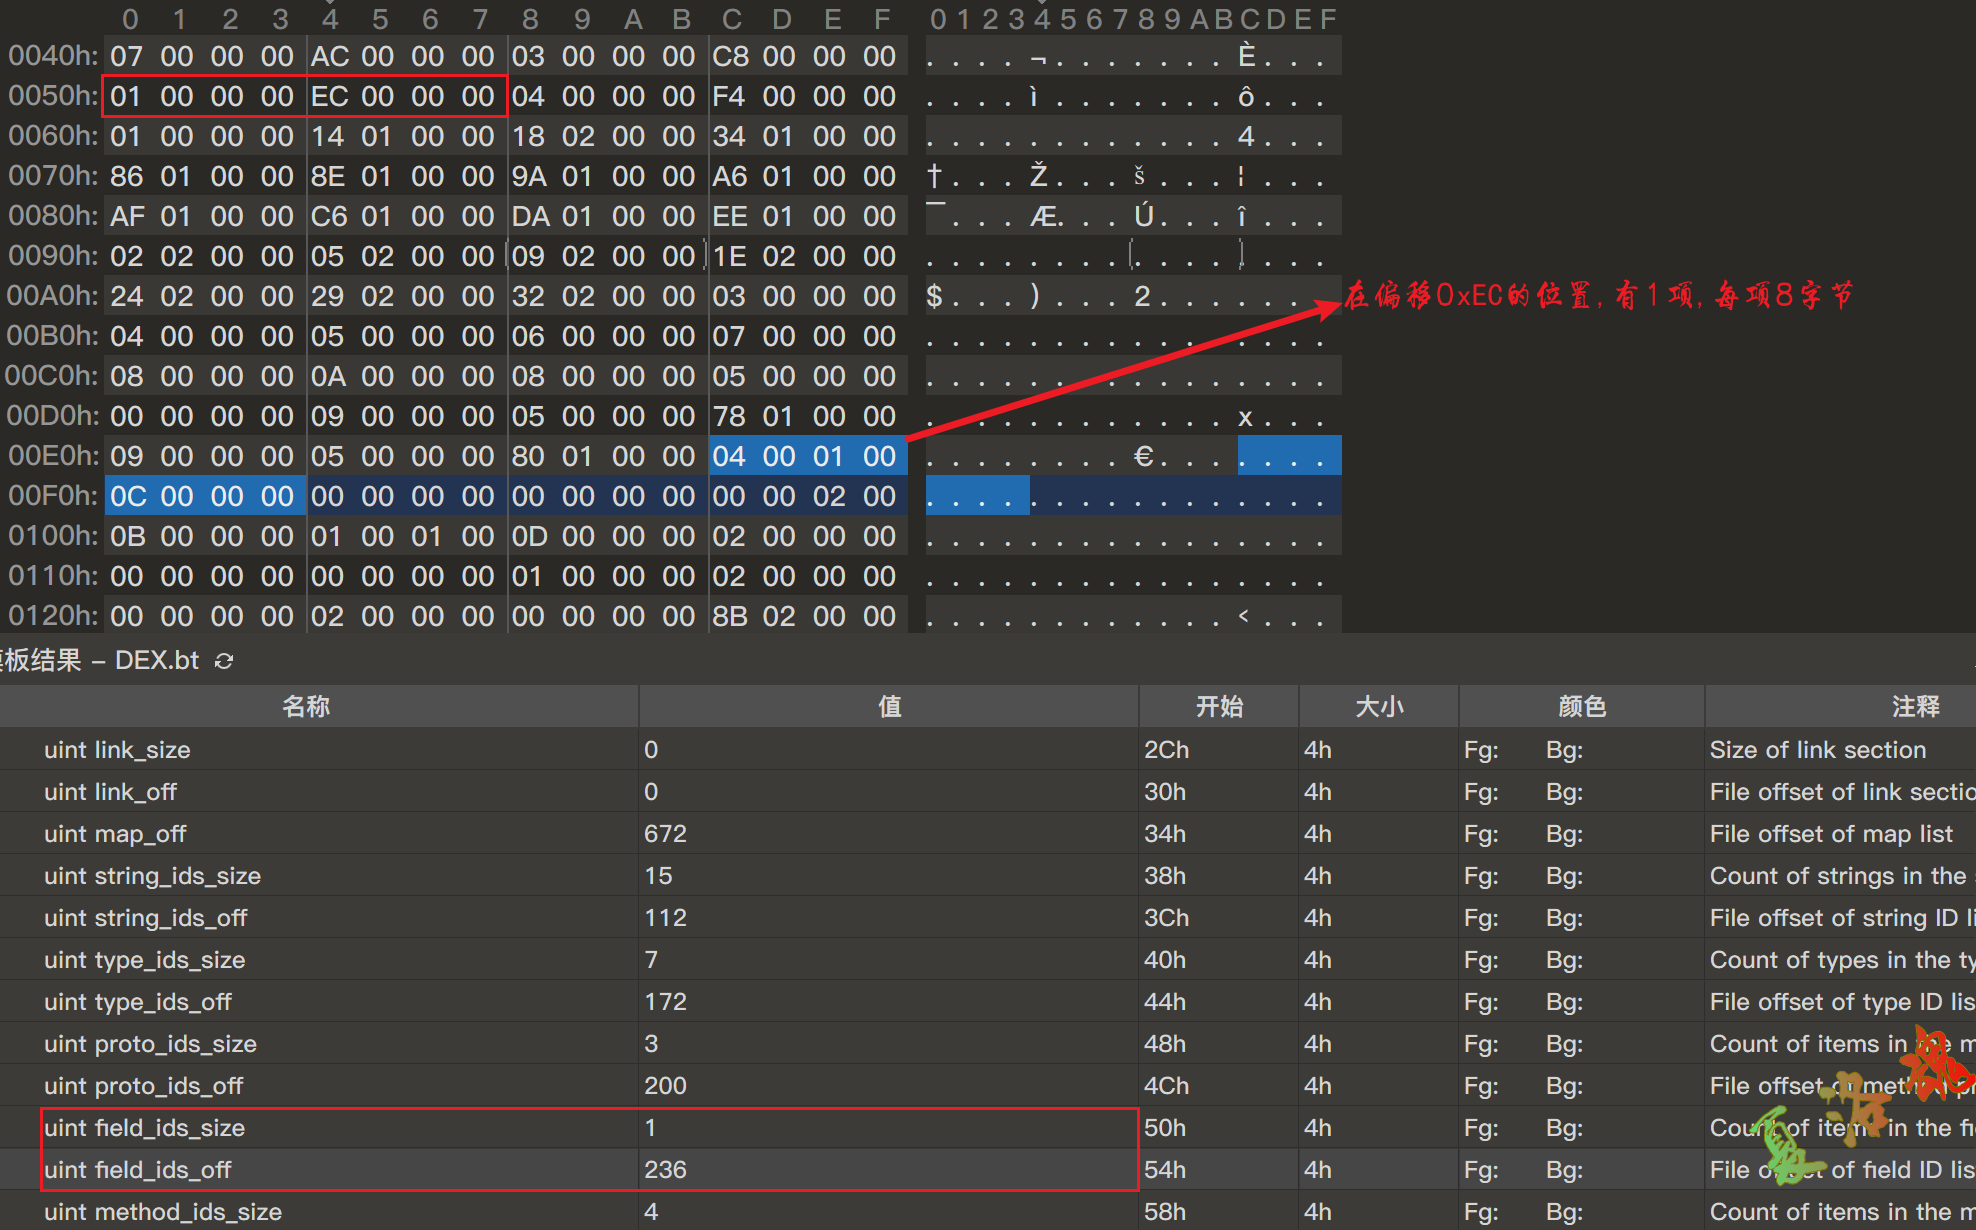 0 1 2 3 4 5 6 7 8 9 A B C D E F 0 1 2 3 4 5 6 7 8 9 A B C D E F
0040h: 07 00 00 00 AC 00 00 00 03 00 00 00 C8 00 00 00 . . . . ¬ . . . . . . . È . . .
0050h: 01 00 00 00 EC 00 00 00 04 00 00 00 F4 00 00 00 . . . . ì . . . . . . . ô . . .
0060h: 01 00 00 00 14 01 00 00 18 02 00 00 34 01 00 00 . . . . . . . . . . . . 4 . . .
0070h: 86 01 00 00 8E 01 00 00 9A 01 00 00 A6 01 00 00 † . . . Ž . . . š . . . ¦ . . .
0080h: AF 01 00 00 C6 01 00 00 DA 01 00 00 EE 01 00 00 ¯ . . . Æ . . . Ú . . . î . . .
0090h: 02 02 00 00 05 02 00 00 09 02 00 00 1E 02 00 00 . . . . . . . . . . . . . . . .
00A0h: 24 02 00 00 29 02 00 00 32 02 00 00 03 00 00 00 $ . . . ) . . . 2 . . . . . . .
在偏移0xEC的位置,有1项,每项8字节
00B0h: 04 00 00 00 05 00 00 00 06 00 00 00 07 00 00 00 . . . . . . . . . . . . . . . .
00C0h: 08 00 00 00 0A 00 00 00 08 00 00 00 05 00 00 00 . . . . . . . . . . . . . . . .
00D0h: 00 00 00 00 09 00 00 00 05 00 00 00 78 01 00 00 . . . . . . . . . . . . x . . .
00E0h: 09 00 00 00 05 00 00 00 80 01 00 00 04 00 01 00 . . . . . . . . € . . . . . . .
00F0h: 0C 00 00 00 00 00 00 00 00 00 00 00 00 00 02 00 . . . . . . . . . . . . . . . .
0100h: 0B 00 00 00 01 00 01 00 0D 00 00 00 02 00 00 00 . . . . . . . . . . . . . . . .
0110h: 00 00 00 00 00 00 00 00 01 00 00 00 02 00 00 00 . . . . . . . . . . . . . . . .
0120h: 00 00 00 00 02 00 00 00 00 00 00 00 8B 02 00 00 . . . . . . . . . . . . ‹ . . .
板结果 – DEX.bt
名称 值 开始 大小 颜色 注释
uint link_size 0 2Ch 4h Fg: Bg: Size of link section
uint link_off 0 30h 4h Fg: Bg: File offset of link sectio
uint map_off 672 34h 4h Fg: Bg: File offset of map list
uint string_ids_size 15 38h 4h Fg: Bg: Count of strings in the
uint string_ids_off 112 3Ch 4h Fg: Bg: File offset of string ID li
uint type_ids_size 7 40h 4h Fg: Bg: Count of types in the ty
uint type_ids_off 172 44h 4h Fg: Bg: File offset of type ID lis
uint proto_ids_size 3 48h 4h Fg: Bg: Count of items in the m
uint proto_ids_off 200 4Ch 4h Fg: Bg: File offset of method pr
uint field_ids_size 1 50h 4h Fg: Bg: Count of items in the fi
uint field_ids_off 236 54h 4h Fg: Bg: File offset of field ID lis
uint method_ids_size 4 58h 4h Fg: Bg: Count of items in the m